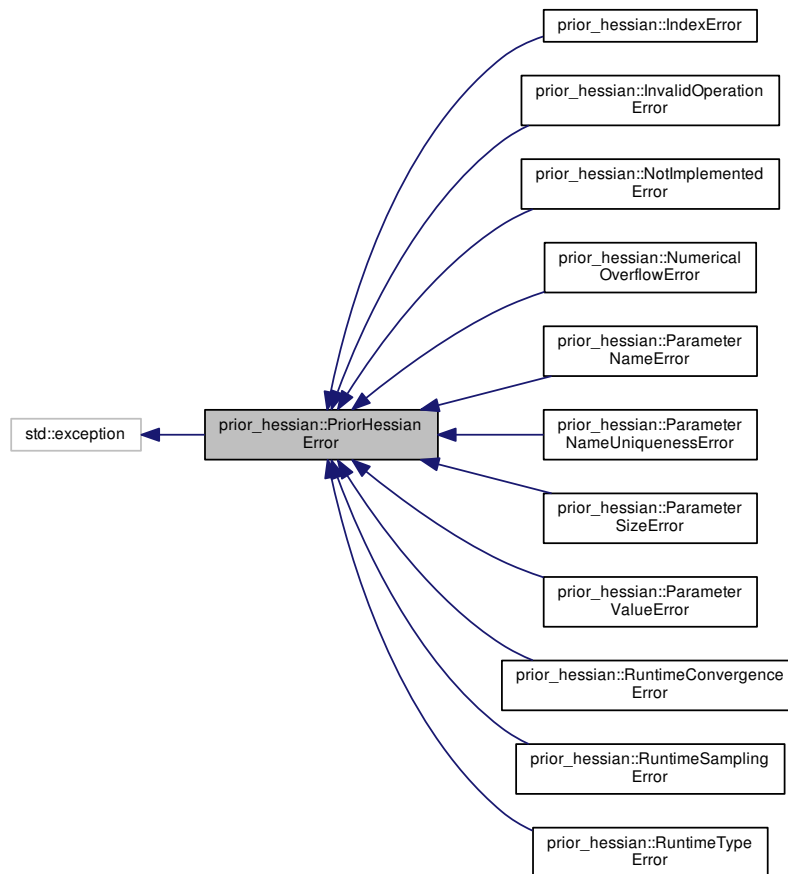 prior_hessian::IndexError
prior_hessian::InvalidOperation
Error
prior_hessian::NotImplemented
Error
prior_hessian::Numerical
OverflowError
prior_hessian::Parameter
NameError
std::exception
prior_hessian::PriorHessian
Error
prior_hessian::Parameter
NameUniquenessError
prior_hessian::Parameter
SizeError
prior_hessian::Parameter
ValueError
prior_hessian::RuntimeConvergence
Error
prior_hessian::RuntimeSampling
Error
prior_hessian::RuntimeType
Error